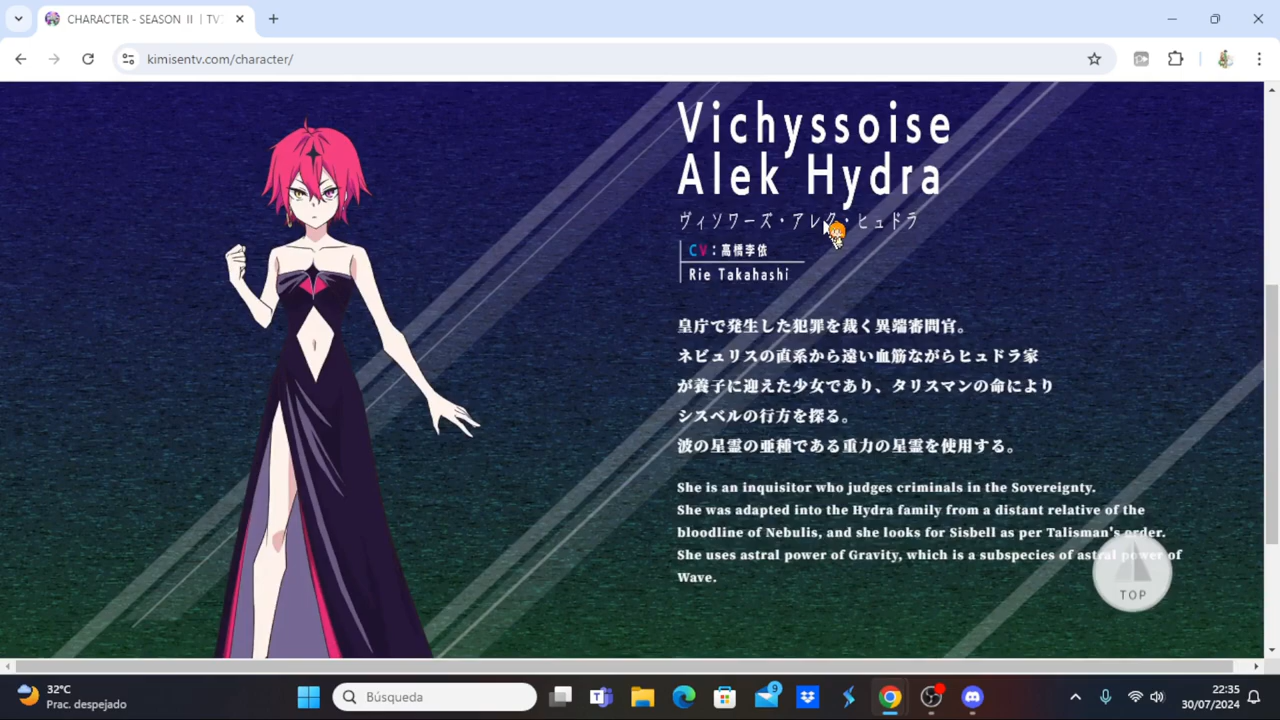 CHARACTER - SEASON Ⅱ | TV
kimisentv.com/character/
Vichyssoise
Alek Hydra
ヴィソワーズ・アレク・ヒュドラ
CV：高橋李依
Rie Takahashi
皇庁で発生した犯罪を裁く異端審問官。
ネビュリスの直系から遠い血筋ながらヒュドラ家
が養子に迎えた少女であり、タリスマンの命により
シスベルの行方を探る。
波の星霊の亜種である重力の星霊を使用する。
She is an inquisitor who judges criminals in the Sovereignty.
She was adapted into the Hydra family from a distant relative of the
bloodline of Nebulis, and she looks for Sisbell as per Talisman's order.
She uses astral power of Gravity, which is a subspecies of astral power of
Wave.
TOP
32°C
Prac. despejado
Búsqueda
9
22:35
30/07/2024